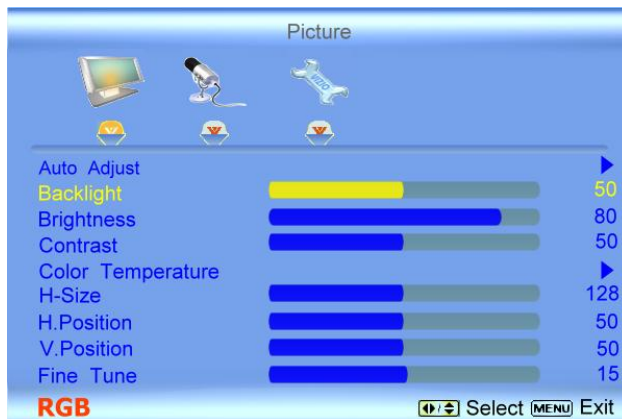 Picture
VIZIO
Auto Adjust
Backlight 50
Brightness 80
Contrast 50
Color Temperature
H-Size 128
H.Position 50
V.Position 50
Fine Tune 15
RGB Select MENU Exit